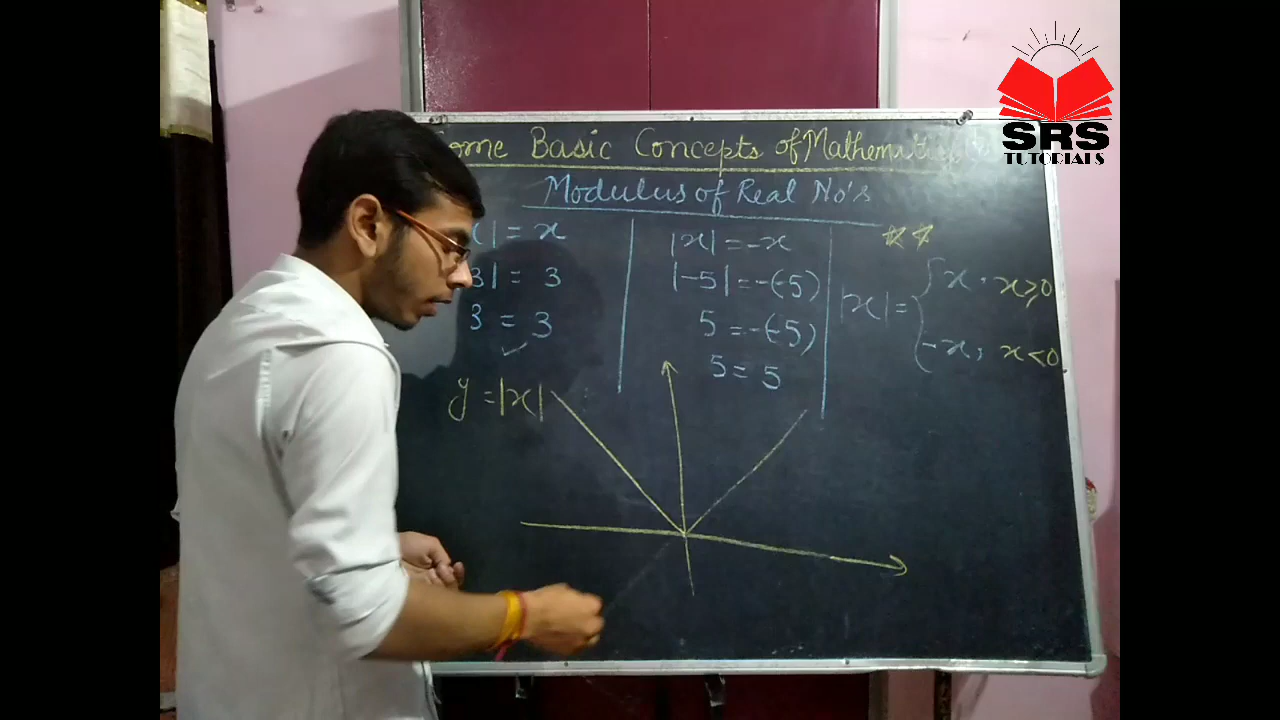 SRS
TUTORIALS
ome Basic Concepts of Mathematics
Modulus of Real No's
x| = x
3| = 3
3 = 3
|x| = -x
|-5| = -(-5)
5 = -(-5)
5 = 5
|x| = { x , x ≥ 0
-x , x < 0
y = |x|